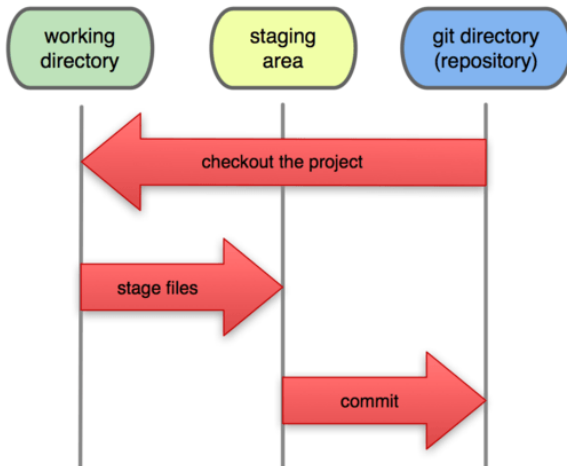 working
directory
staging
area
git directory
(repository)
checkout the project
stage files
commit